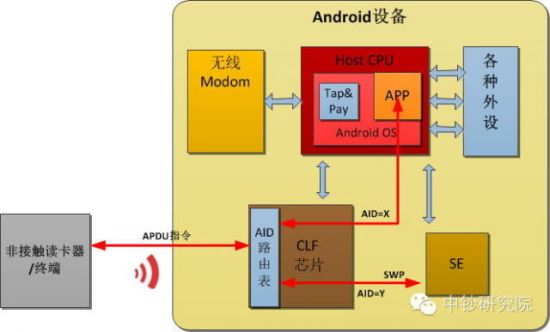 Android设备
无线
Modom
Host CPU
Tap&
Pay
APP
Android OS
各
种
外
设
AID=X
APDU指令
非接触读卡器
/终端
AID
路
由
表
CLF
芯片
SWP
AID=Y
SE
中钞研究院